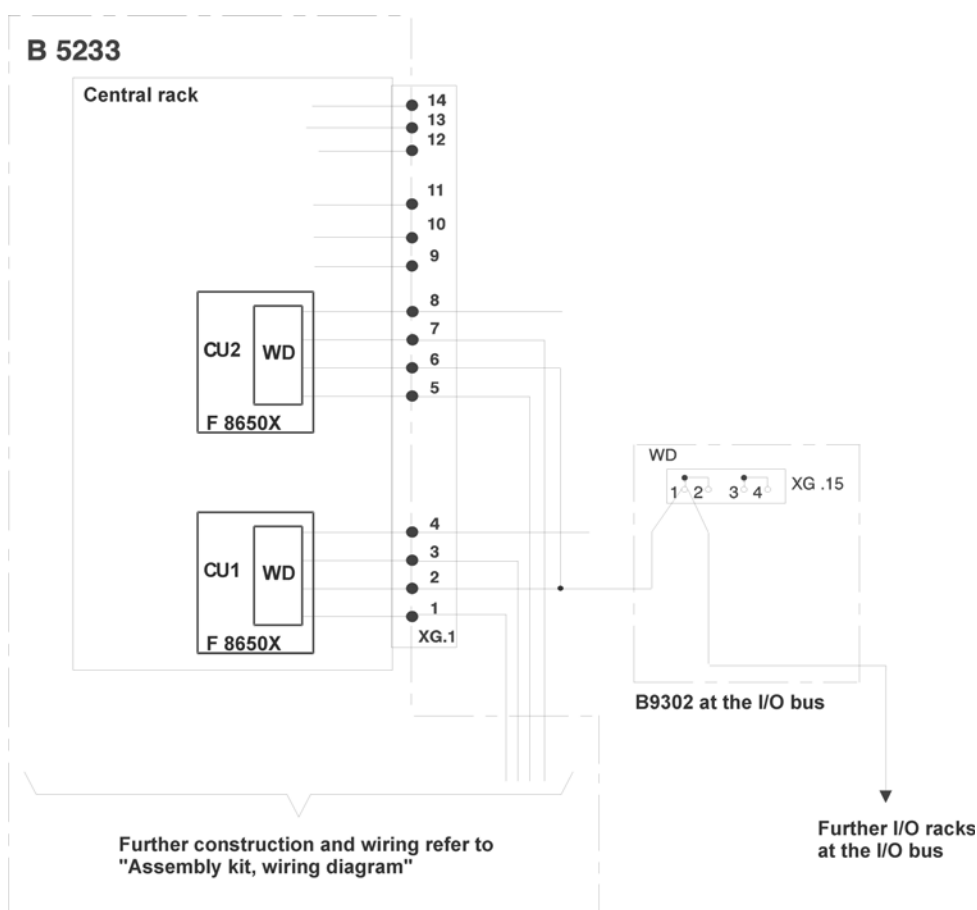 B 5233
Central rack
14
13
12
11
10
9
8
7
6
5
CU2 WD
F 8650X
WD
1 2 3 4 XG .15
4
3
2
1
CU1 WD
F 8650X
XG.1
B9302 at the I/O bus
Further I/O racks
at the I/O bus
Further construction and wiring refer to
"Assembly kit, wiring diagram"